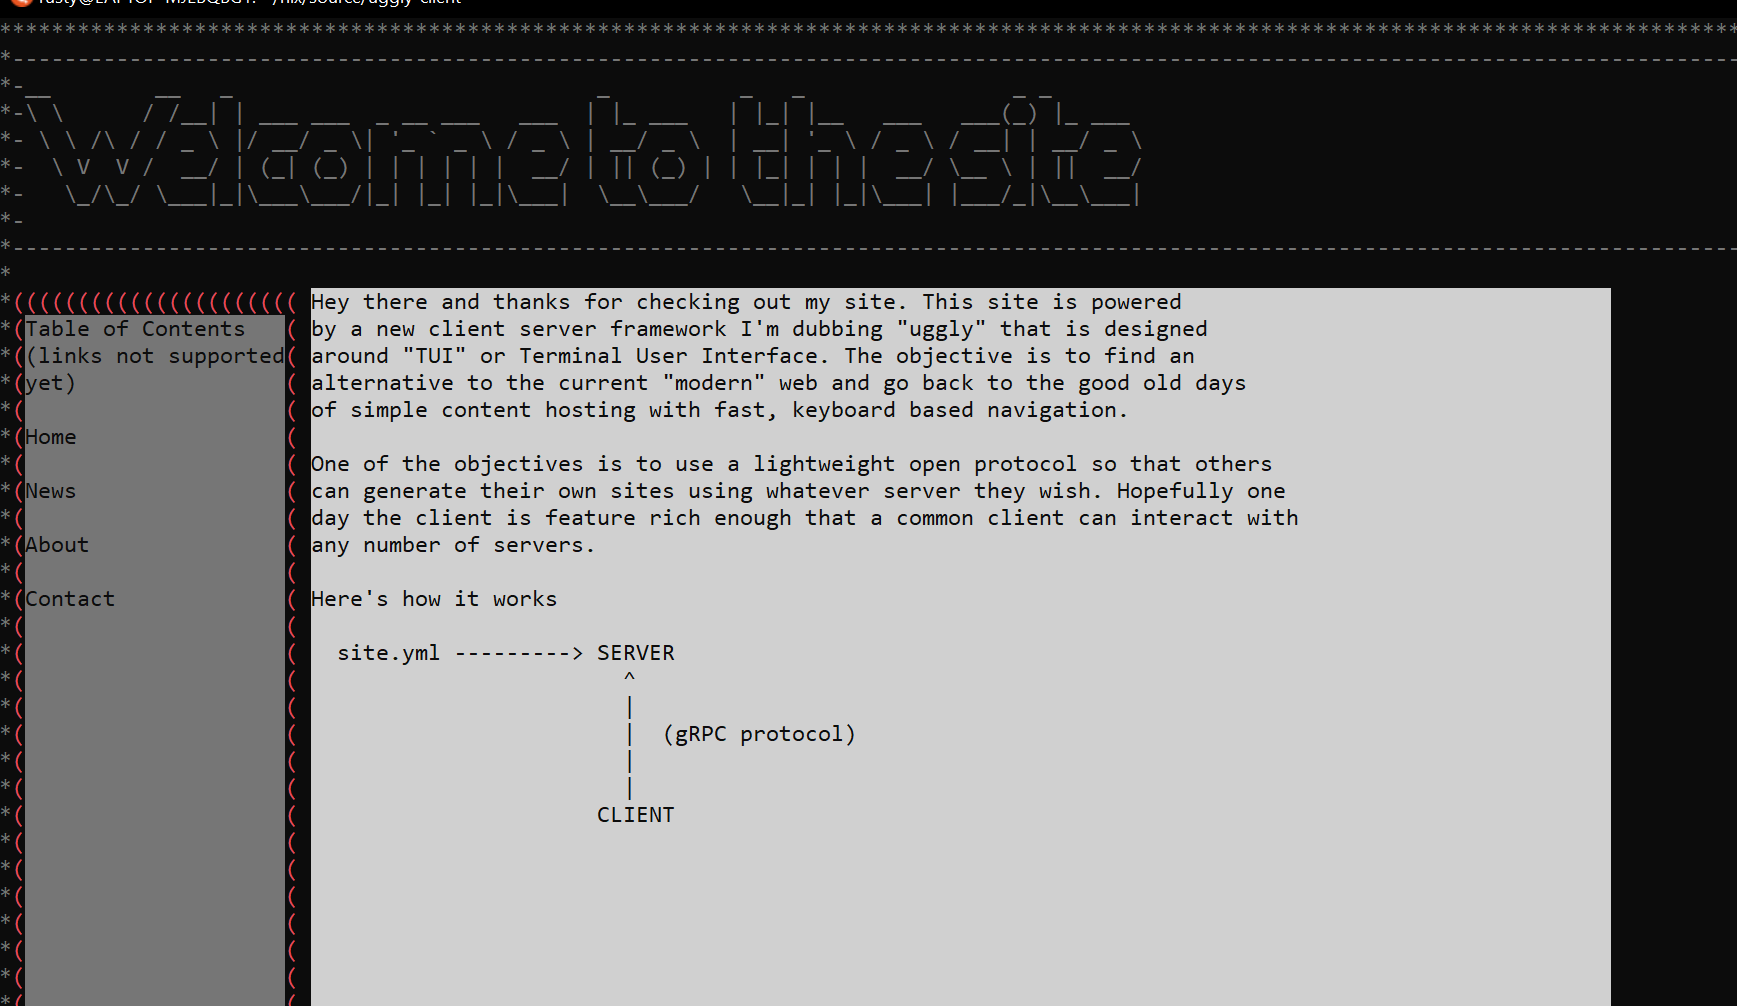 /nix/source/uggly-client
Welcome to the site
Table of Contents
(links not supported
yet)
Home
News
About
Contact
Hey there and thanks for checking out my site. This site is powered
by a new client server framework I'm dubbing "uggly" that is designed
around "TUI" or Terminal User Interface. The objective is to find an
alternative to the current "modern" web and go back to the good old days
of simple content hosting with fast, keyboard based navigation.
One of the objectives is to use a lightweight open protocol so that others
can generate their own sites using whatever server they wish. Hopefully one
day the client is feature rich enough that a common client can interact with
any number of servers.
Here's how it works
site.yml ---------> SERVER
^
|
| (gRPC protocol)
|
|
CLIENT